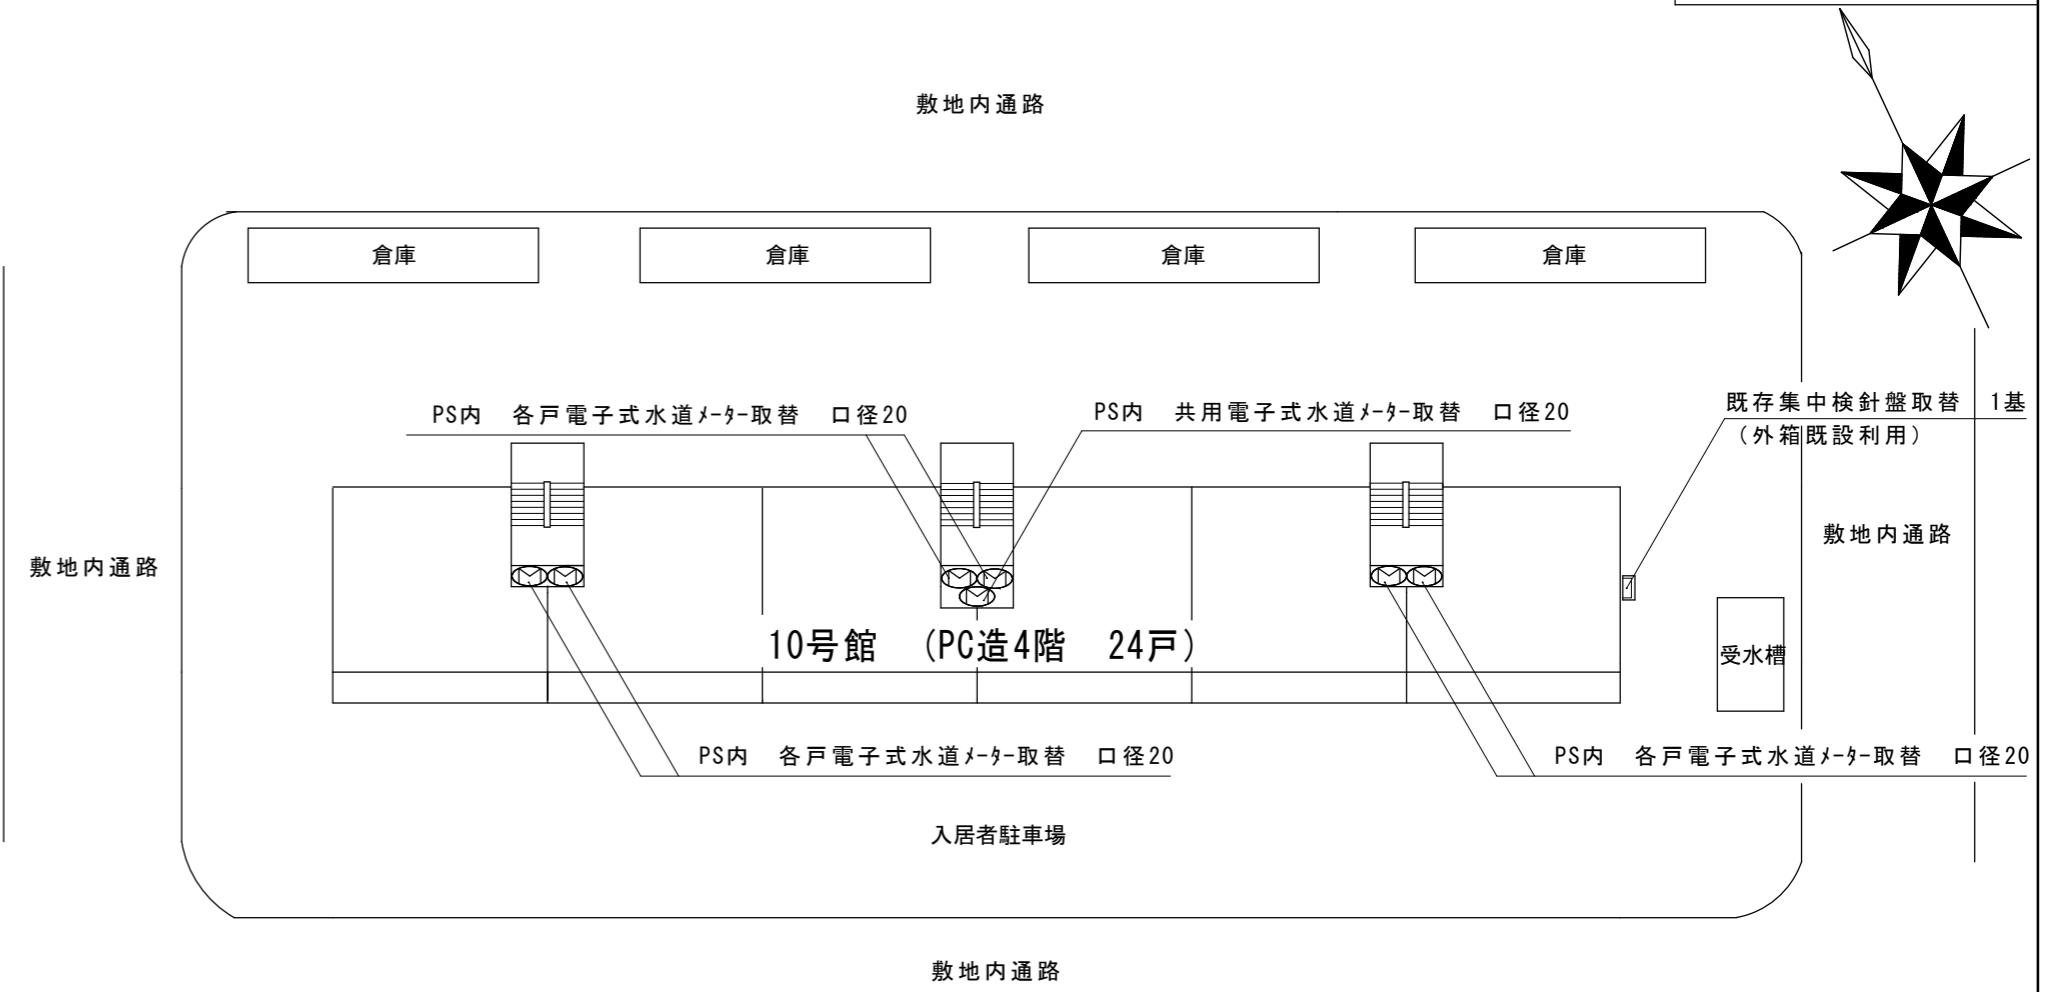 敷地内通路
倉庫
倉庫
倉庫
倉庫
PS内　各戸電子式水道ﾒｰﾀｰ取替　口径20
PS内　共用電子式水道ﾒｰﾀｰ取替　口径20
既存集中検針盤取替　1基
（外箱既設利用）
敷地内通路
敷地内通路
10号館　（PC造4階　24戸）
受水槽
PS内　各戸電子式水道ﾒｰﾀｰ取替　口径20
PS内　各戸電子式水道ﾒｰﾀｰ取替　口径20
入居者駐車場
敷地内通路